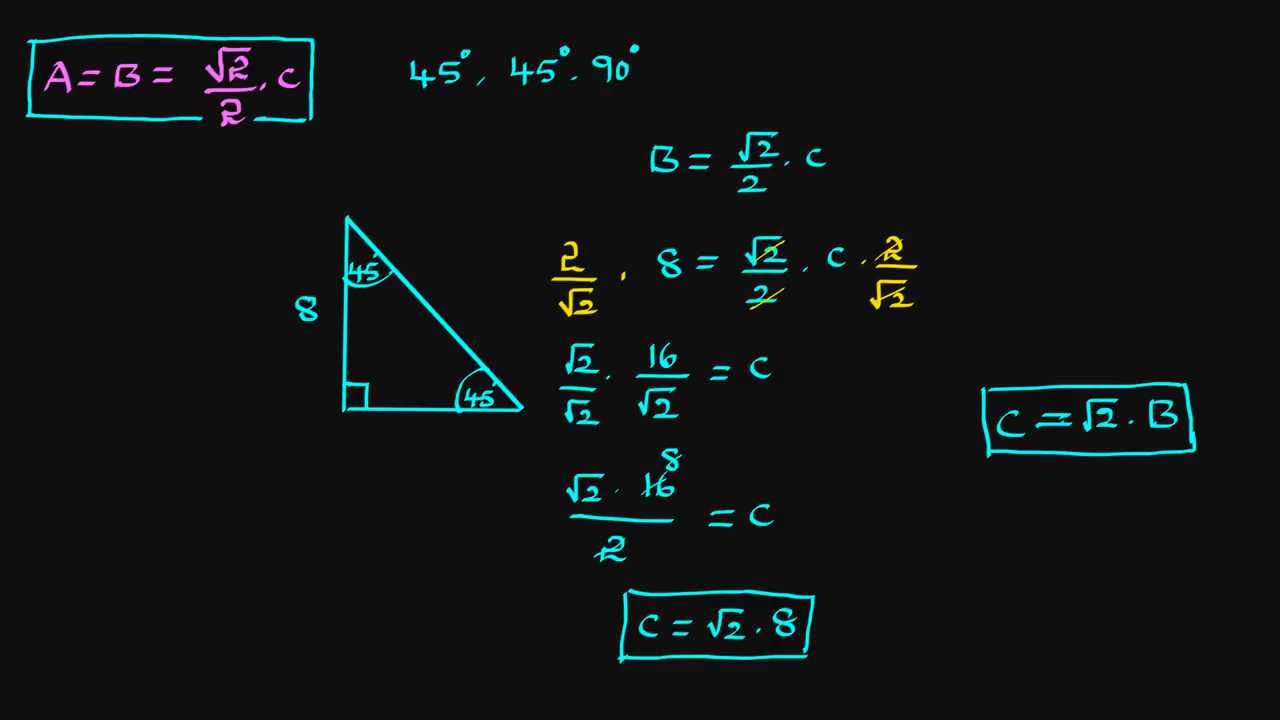 A = B = √2/2 · C
45°, 45°. 90°
B = √2/2 · C
2/√2 · 8 = √2/2 · C · 2/√2
√2/√2 · 16/√2 = C
√2 · 16 8 / 2 = C
C = √2 · 8
C = √2 · B
45
8
45